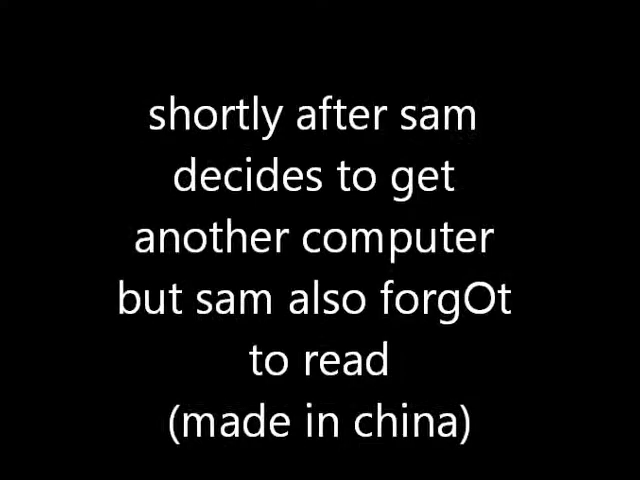 shortly after sam
decides to get
another computer
but sam also forgOt
to read
(made in china)